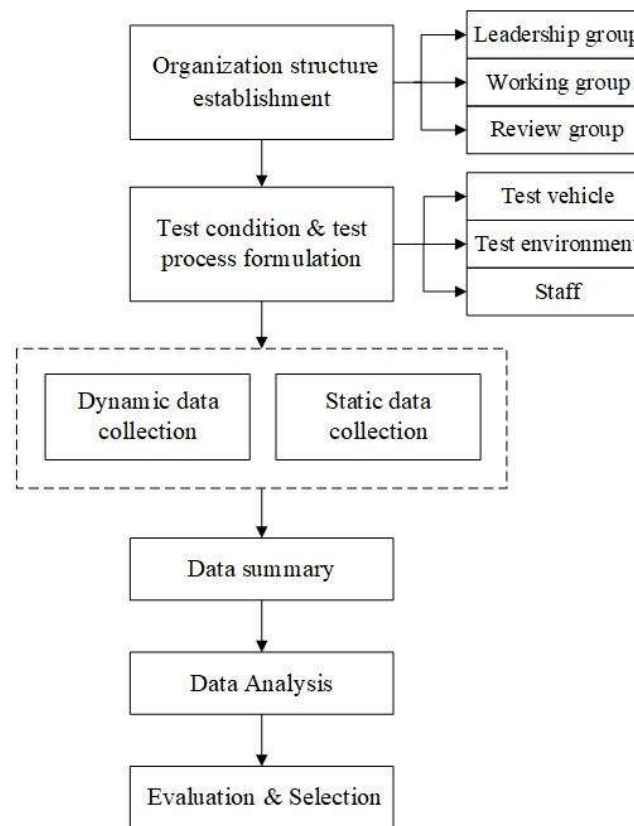 Organization structure
establishment
Leadership group
Working group
Review group
Test condition & test
process formulation
Test vehicle
Test environment
Staff
Dynamic data
collection
Static data
collection
Data summary
Data Analysis
Evaluation & Selection